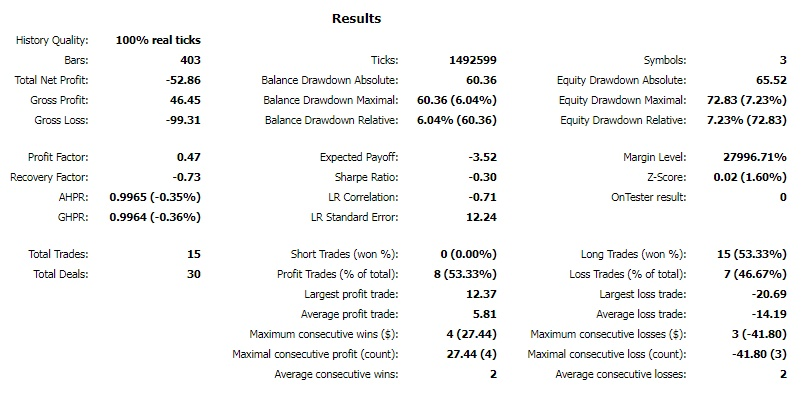 Results
History Quality: 100% real ticks
Bars: 403 Ticks: 1492599 Symbols: 3
Total Net Profit: -52.86 Balance Drawdown Absolute: 60.36 Equity Drawdown Absolute: 65.52
Gross Profit: 46.45 Balance Drawdown Maximal: 60.36 (6.04%) Equity Drawdown Maximal: 72.83 (7.23%)
Gross Loss: -99.31 Balance Drawdown Relative: 6.04% (60.36) Equity Drawdown Relative: 7.23% (72.83)
Profit Factor: 0.47 Expected Payoff: -3.52 Margin Level: 27996.71%
Recovery Factor: -0.73 Sharpe Ratio: -0.30 Z-Score: 0.02 (1.60%)
AHPR: 0.9965 (-0.35%) LR Correlation: -0.71 OnTester result: 0
GHPR: 0.9964 (-0.36%) LR Standard Error: 12.24
Total Trades: 15 Short Trades (won %): 0 (0.00%) Long Trades (won %): 15 (53.33%)
Total Deals: 30 Profit Trades (% of total): 8 (53.33%) Loss Trades (% of total): 7 (46.67%)
Largest profit trade: 12.37 Largest loss trade: -20.69
Average profit trade: 5.81 Average loss trade: -14.19
Maximum consecutive wins ($): 4 (27.44) Maximum consecutive losses ($): 3 (-41.80)
Maximal consecutive profit (count): 27.44 (4) Maximal consecutive loss (count): -41.80 (3)
Average consecutive wins: 2 Average consecutive losses: 2